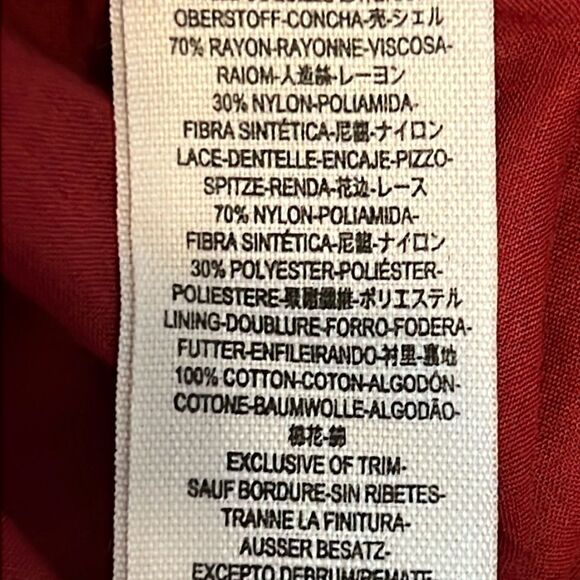 OBERSTOFF-CONCHA-壳-シェル
70% RAYON-RAYONNE-VISCOSA-
RAIOM-人造絲-レーヨン
30% NYLON-POLIAMIDA-
FIBRA SINTÉTICA-尼龍-ナイロン
LACE-DENTELLE-ENCAJE-PIZZO-
SPITZE-RENDA-花边-レース
70% NYLON-POLIAMIDA-
FIBRA SINTÉTICA-尼龍-ナイロン
30% POLYESTER-POLIÉSTER-
POLIESTERE-聚酯纖維-ポリエステル
LINING-DOUBLURE-FORRO-FODERA-
FUTTER-ENFILEIRANDO-衬里-裏地
100% COTTON-COTON-ALGODÓN-
COTONE-BAUMWOLLE-ALGODÃO-
棉花-綿
EXCLUSIVE OF TRIM-
SAUF BORDURE-SIN RIBETES-
TRANNE LA FINITURA-
AUSSER BESATZ-
EXCEPTO DEBRUM/REMATE